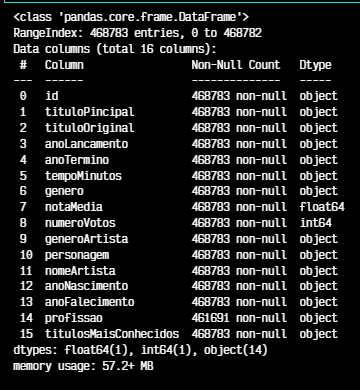 <class 'pandas.core.frame.DataFrame'>
RangeIndex: 468783 entries, 0 to 468782
Data columns (total 16 columns):
 #   Column                Non-Null Count   Dtype
---  ------                --------------   -----
 0   id                    468783 non-null  object
 1   tituloPincipal        468783 non-null  object
 2   tituloOriginal        468783 non-null  object
 3   anoLancamento         468783 non-null  object
 4   anoTermino            468783 non-null  object
 5   tempoMinutos          468783 non-null  object
 6   genero                468783 non-null  object
 7   notaMedia             468783 non-null  float64
 8   numeroVotos           468783 non-null  int64
 9   generoArtista         468783 non-null  object
 10  personagem            468783 non-null  object
 11  nomeArtista           468783 non-null  object
 12  anoNascimento         468783 non-null  object
 13  anoFalecimento        468783 non-null  object
 14  profissao             461691 non-null  object
 15  titulosMaisConhecidos 468783 non-null  object
dtypes: float64(1), int64(1), object(14)
memory usage: 57.2+ MB